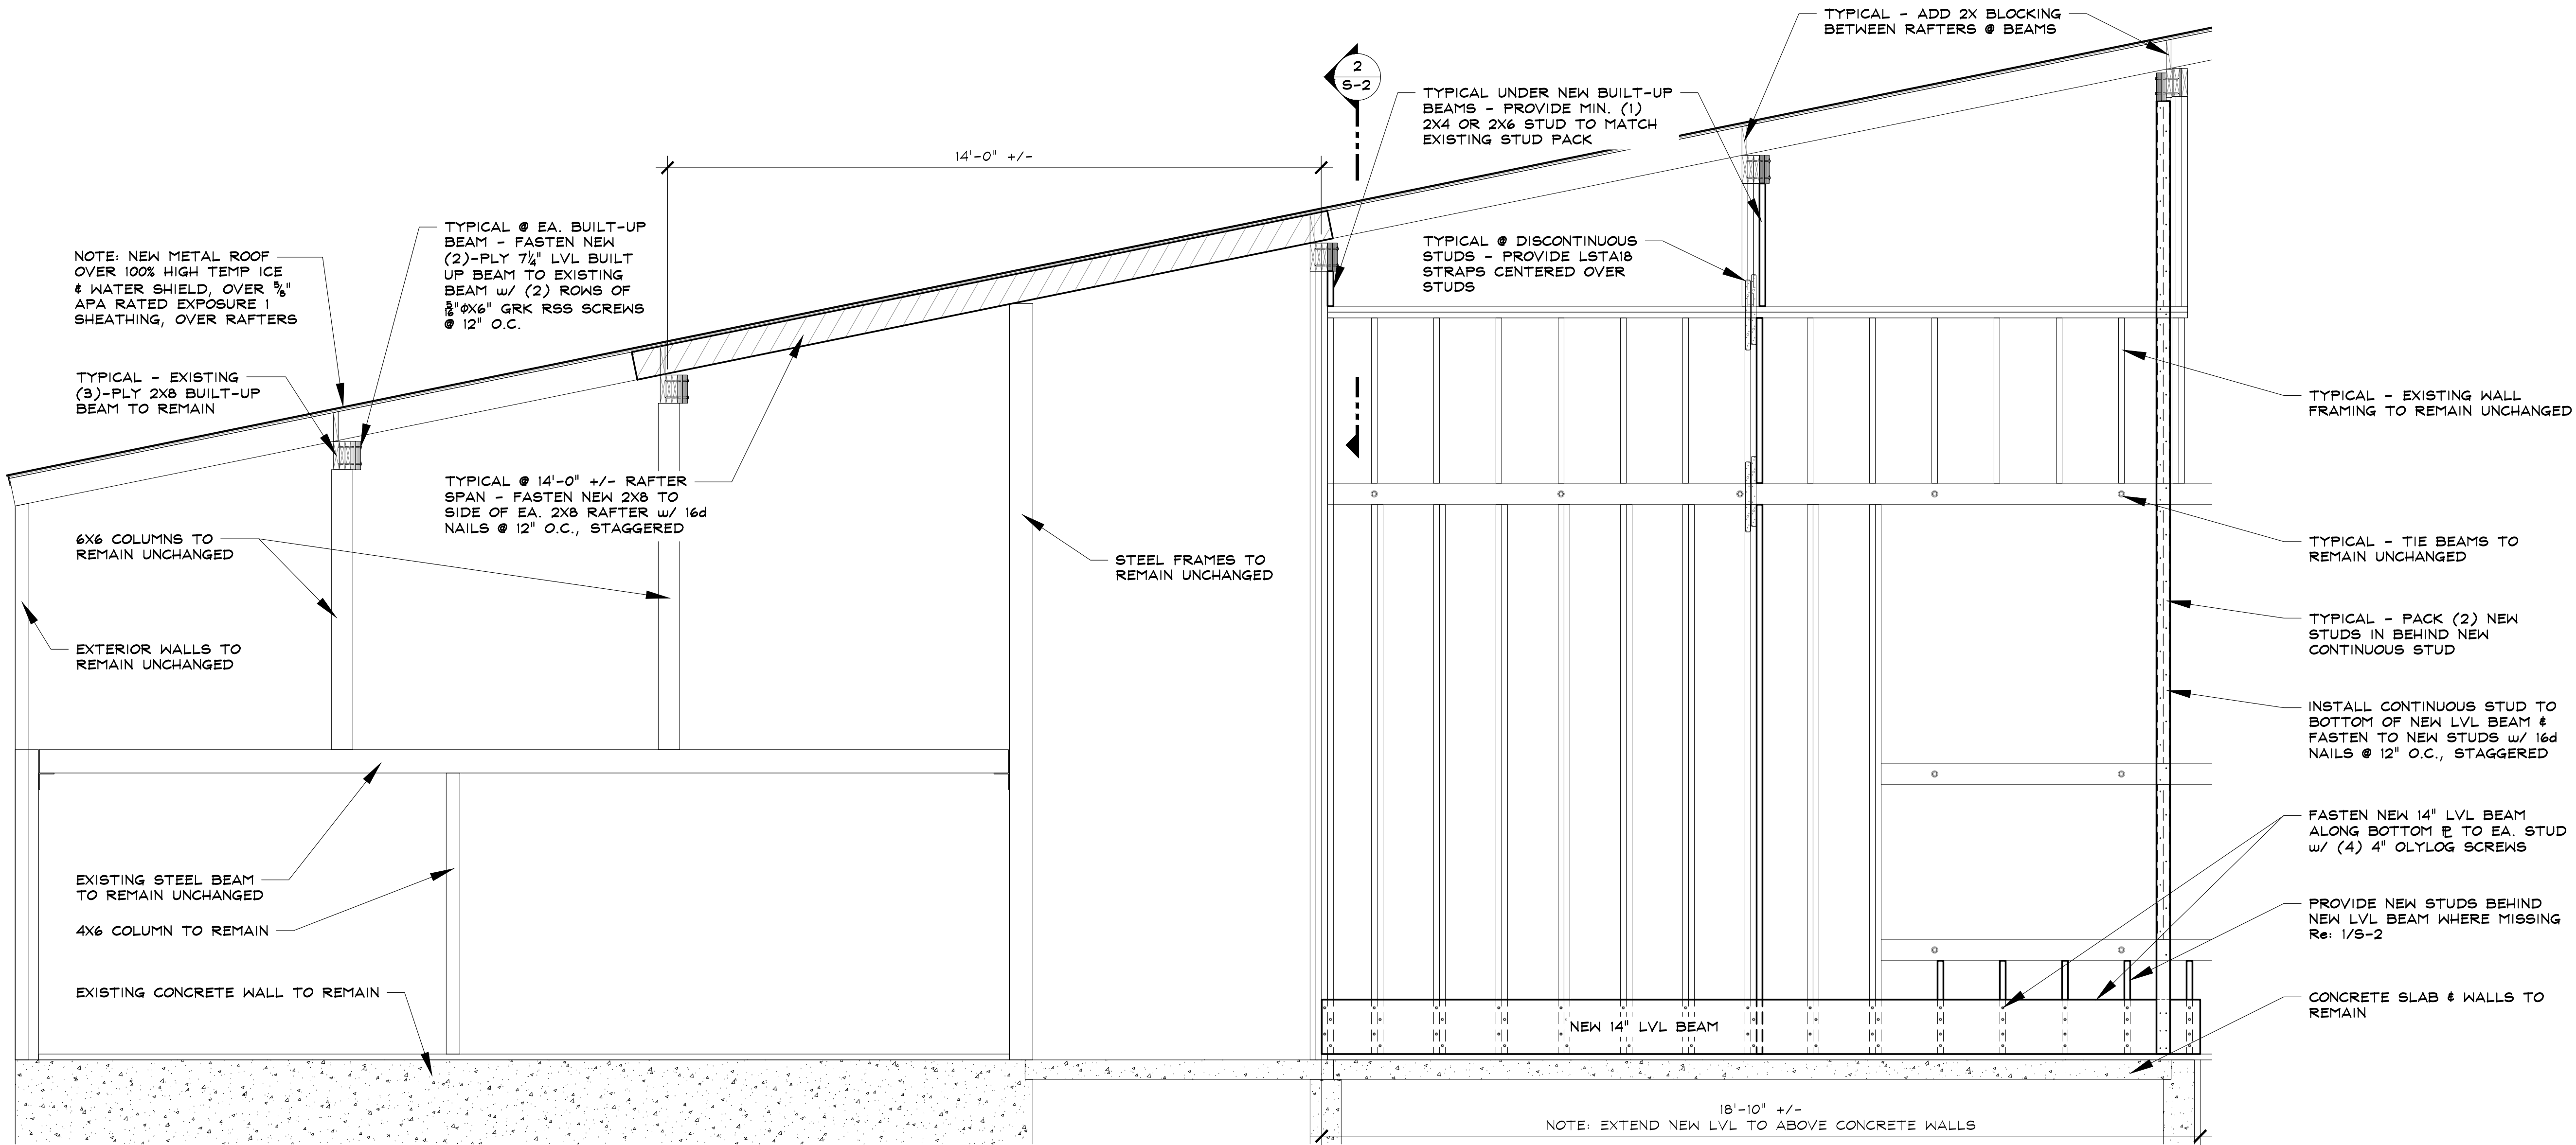 TYPICAL - ADD 2X BLOCKING
BETWEEN RAFTERS @ BEAMS
2
S-2
TYPICAL UNDER NEW BUILT-UP
BEAMS - PROVIDE MIN. (1)
2X4 OR 2X6 STUD TO MATCH
EXISTING STUD PACK
14'-0" +/-
TYPICAL @ EA. BUILT-UP
BEAM - FASTEN NEW
(2)-PLY 7¼" LVL BUILT
UP BEAM TO EXISTING
BEAM w/ (2) ROWS OF
5/16"ΦX6" GRK RSS SCREWS
@ 12" O.C.
NOTE: NEW METAL ROOF
OVER 100% HIGH TEMP ICE
& WATER SHIELD, OVER ⅝"
APA RATED EXPOSURE 1
SHEATHING, OVER RAFTERS
TYPICAL @ DISCONTINUOUS
STUDS - PROVIDE LSTA18
STRAPS CENTERED OVER
STUDS
TYPICAL - EXISTING
(3)-PLY 2X8 BUILT-UP
BEAM TO REMAIN
TYPICAL - EXISTING WALL
FRAMING TO REMAIN UNCHANGED
TYPICAL @ 14'-0" +/- RAFTER
SPAN - FASTEN NEW 2X8 TO
SIDE OF EA. 2X8 RAFTER w/ 16d
NAILS @ 12" O.C., STAGGERED
6X6 COLUMNS TO
REMAIN UNCHANGED
STEEL FRAMES TO
REMAIN UNCHANGED
TYPICAL - TIE BEAMS TO
REMAIN UNCHANGED
EXTERIOR WALLS TO
REMAIN UNCHANGED
TYPICAL - PACK (2) NEW
STUDS IN BEHIND NEW
CONTINUOUS STUD
INSTALL CONTINUOUS STUD TO
BOTTOM OF NEW LVL BEAM &
FASTEN TO NEW STUDS w/ 16d
NAILS @ 12" O.C., STAGGERED
FASTEN NEW 14" LVL BEAM
ALONG BOTTOM ⅊ TO EA. STUD
w/ (4) 4" OLYLOG SCREWS
EXISTING STEEL BEAM
TO REMAIN UNCHANGED
4X6 COLUMN TO REMAIN
PROVIDE NEW STUDS BEHIND
NEW LVL BEAM WHERE MISSING
Re: 1/S-2
EXISTING CONCRETE WALL TO REMAIN
CONCRETE SLAB & WALLS TO
REMAIN
NEW 14" LVL BEAM
18'-10" +/-
NOTE: EXTEND NEW LVL TO ABOVE CONCRETE WALLS